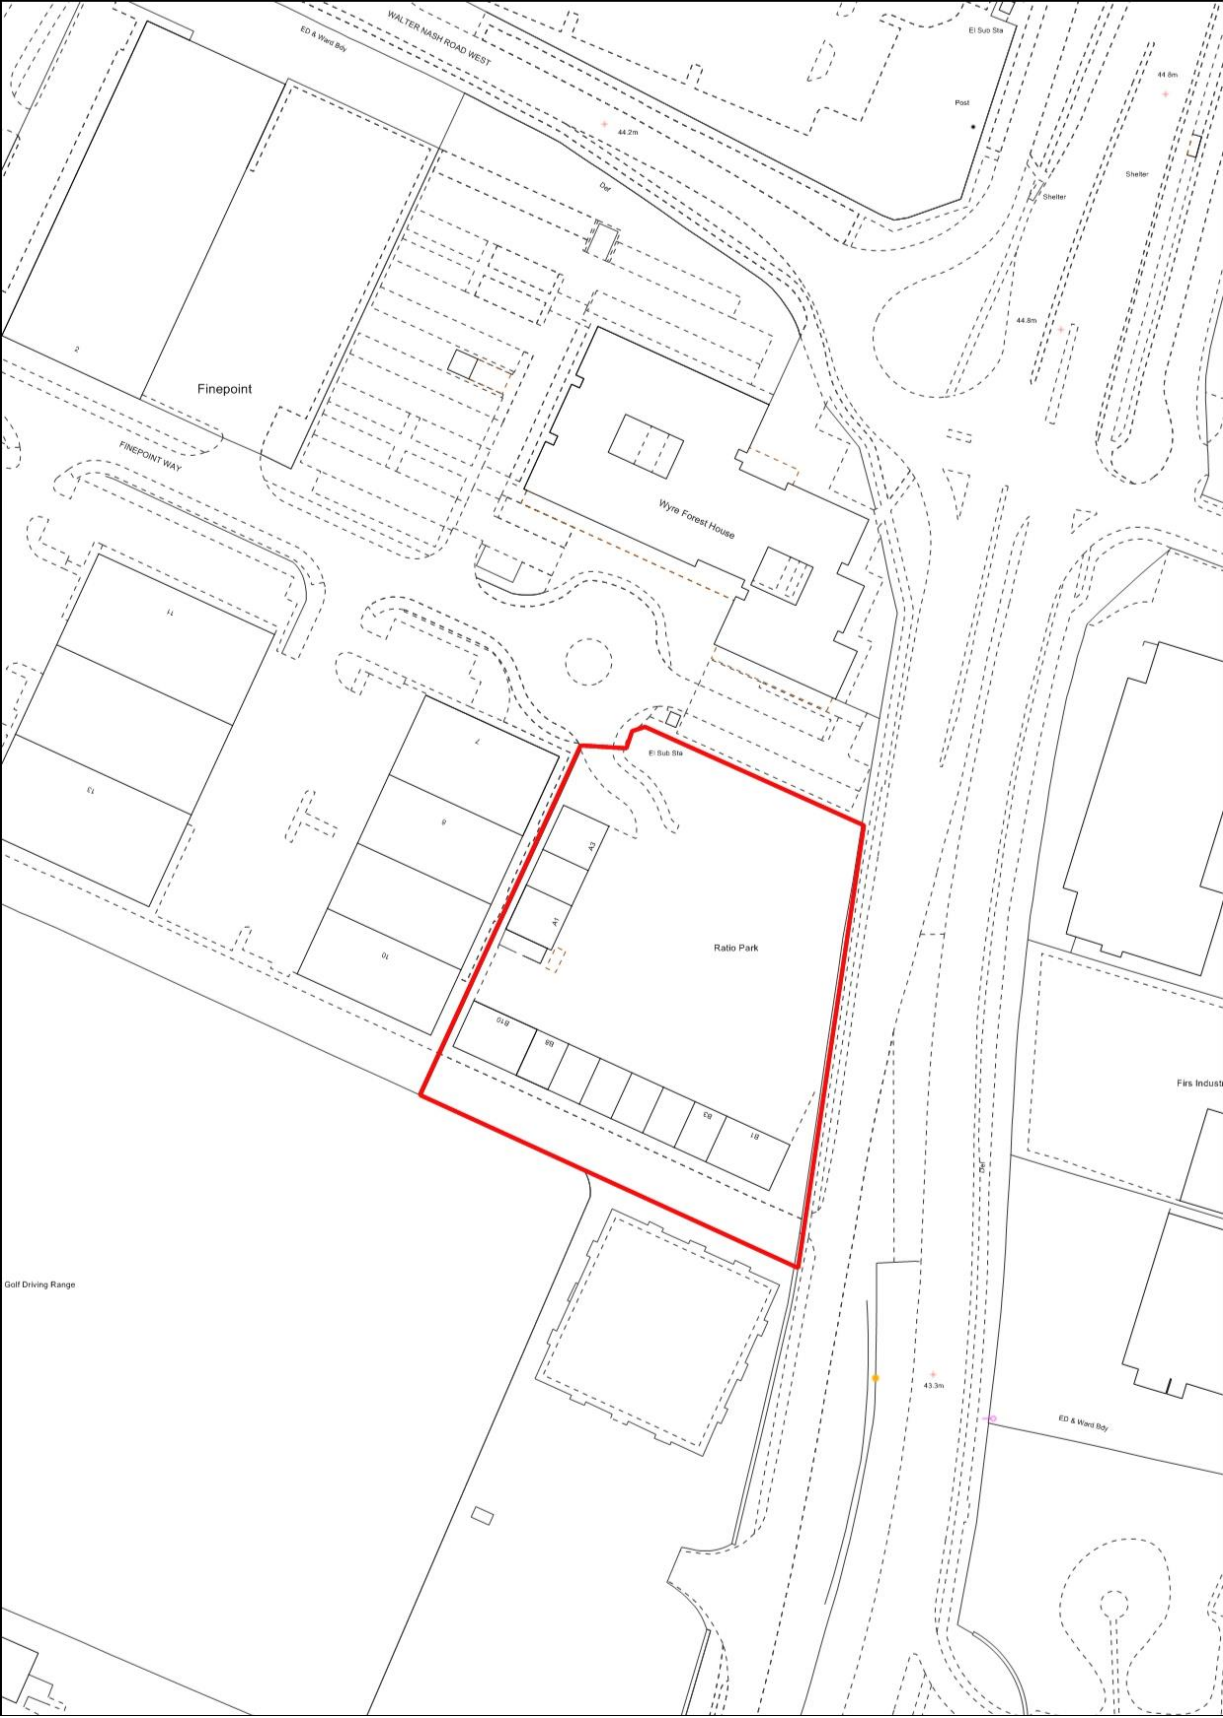 WALTER NASH ROAD WEST
ED & Ward Bdy
El Sub Sta
44.8m
Post
44.2m
Shelter
Def
Shelter
44.8m
2
Finepoint
FINEPOINT WAY
Wyre Forest House
11
7
El Sub Sta
13
8
A3
A1
Ratio Park
10
B10
B8
B3
B1
Firs Industr
Def
Golf Driving Range
43.3m
ED & Ward Bdy